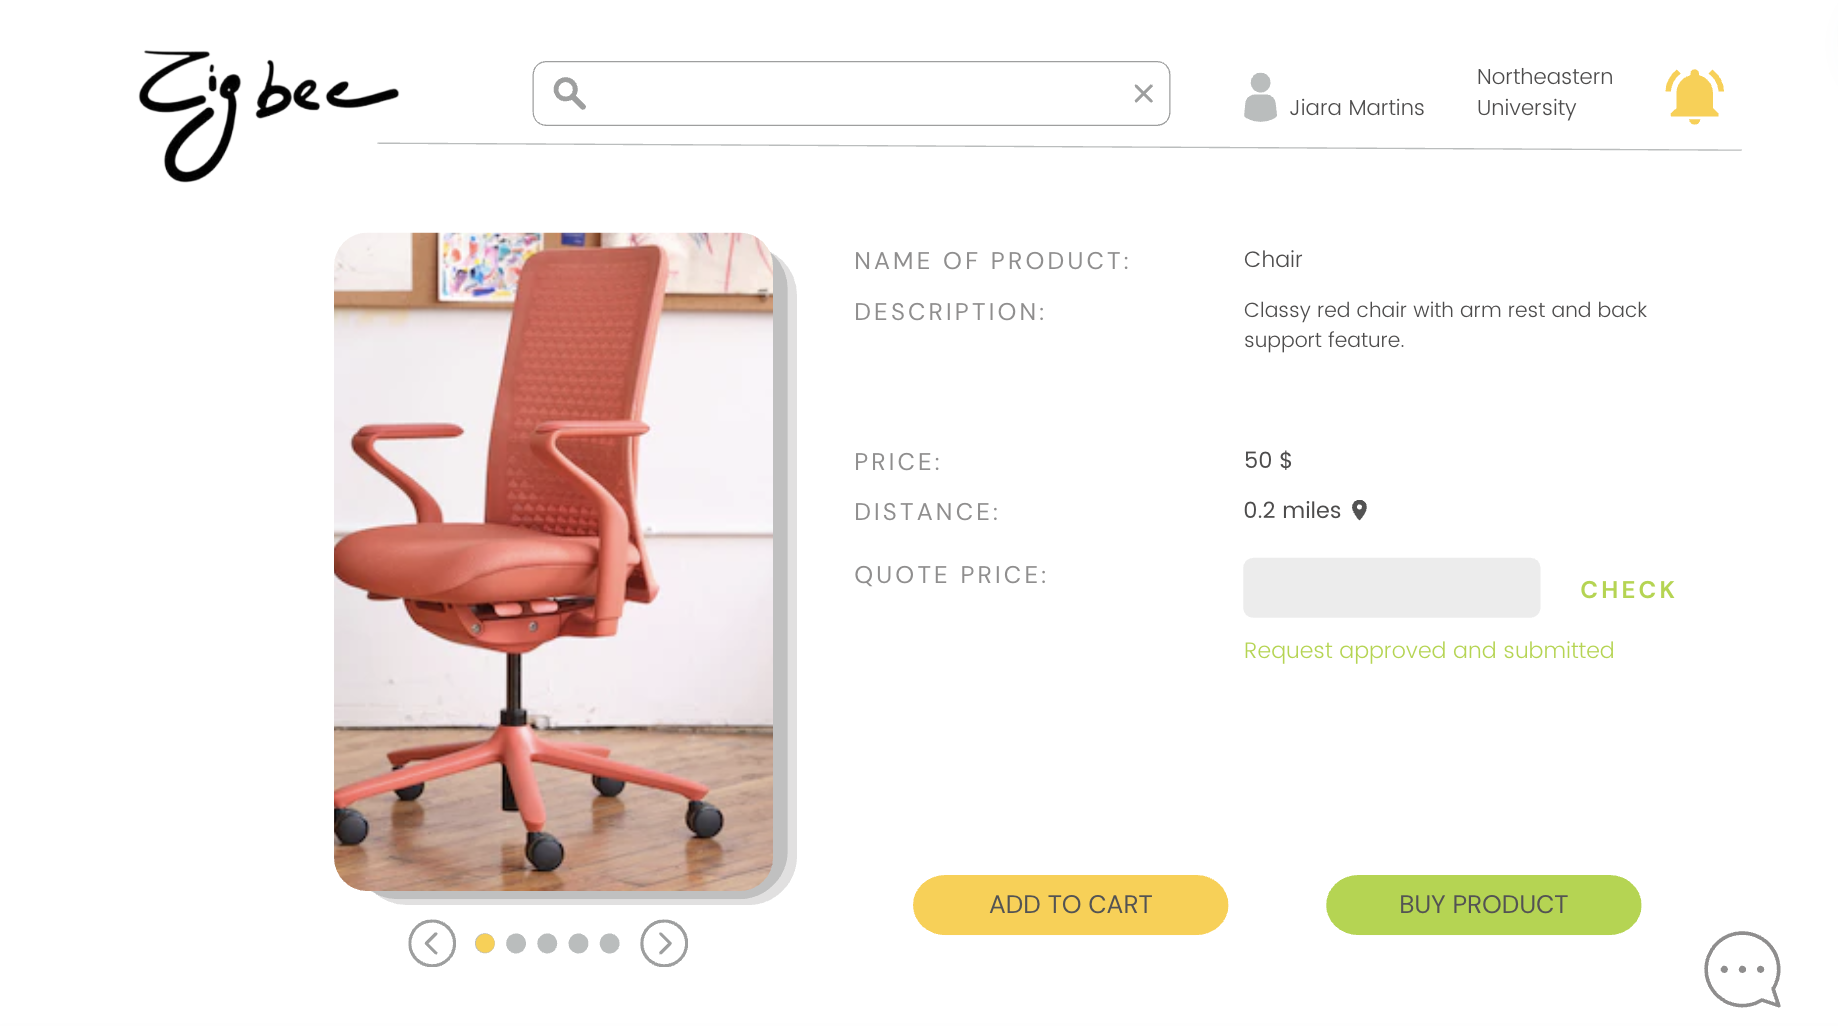 Zigbee
Jiara Martins
Northeastern
University
NAME OF PRODUCT:
Chair
DESCRIPTION:
Classy red chair with arm rest and back
support feature.
PRICE:
50 $
DISTANCE:
0.2 miles
QUOTE PRICE:
CHECK
Request approved and submitted
ADD TO CART
BUY PRODUCT